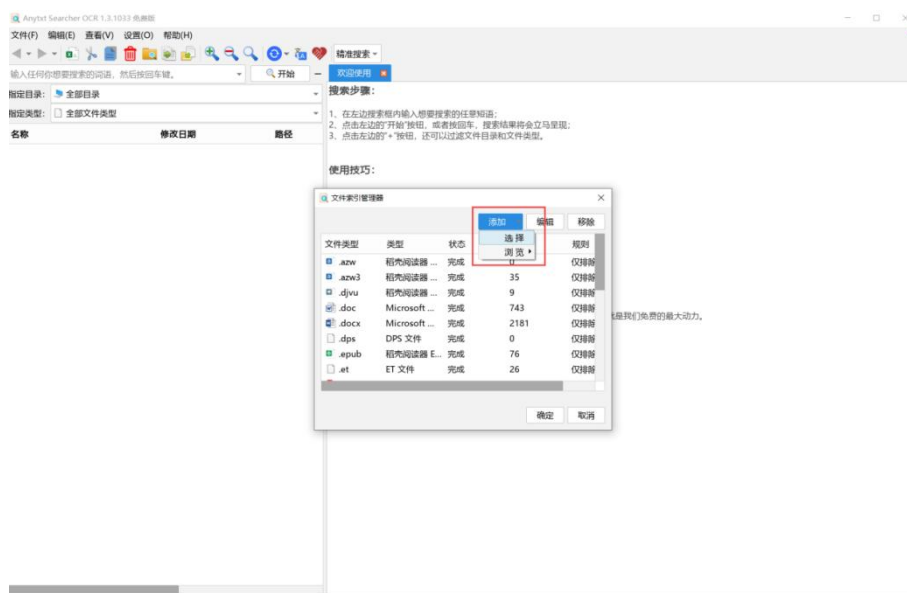 Anytxt Searcher OCR 1.3.1033 免费版
文件(F) 编辑(E) 查看(V) 设置(O) 帮助(H)
精准搜索
输入任何你想要搜索的词语，然后按回车键。 开始 欢迎使用
指定目录： 全部目录
指定类型： 全部文件类型
名称 修改日期 路径
搜索步骤：
1、在左边搜索框内输入想要搜索的任意短语；
2、点击左边的"开始"按钮，或者按回车，搜索结果将会立马呈现；
3、点击左边的"+"按钮，还可以过滤文件目录和文件类型。
使用技巧：
文件索引管理器
添加 编辑 移除
选择
浏览
文件类型 类型 状态 规则
.azw 稻壳阅读器 ... 完成 0 仅排除
.azw3 稻壳阅读器 ... 完成 35 仅排除
.djvu 稻壳阅读器 ... 完成 9 仅排除
.doc Microsoft ... 完成 743 仅排除
.docx Microsoft ... 完成 2181 仅排除
.dps DPS 文件 完成 0 仅排除
.epub 稻壳阅读器 E... 完成 76 仅排除
.et ET 文件 完成 26 仅排除
是我们免费的最大动力。
确定 取消